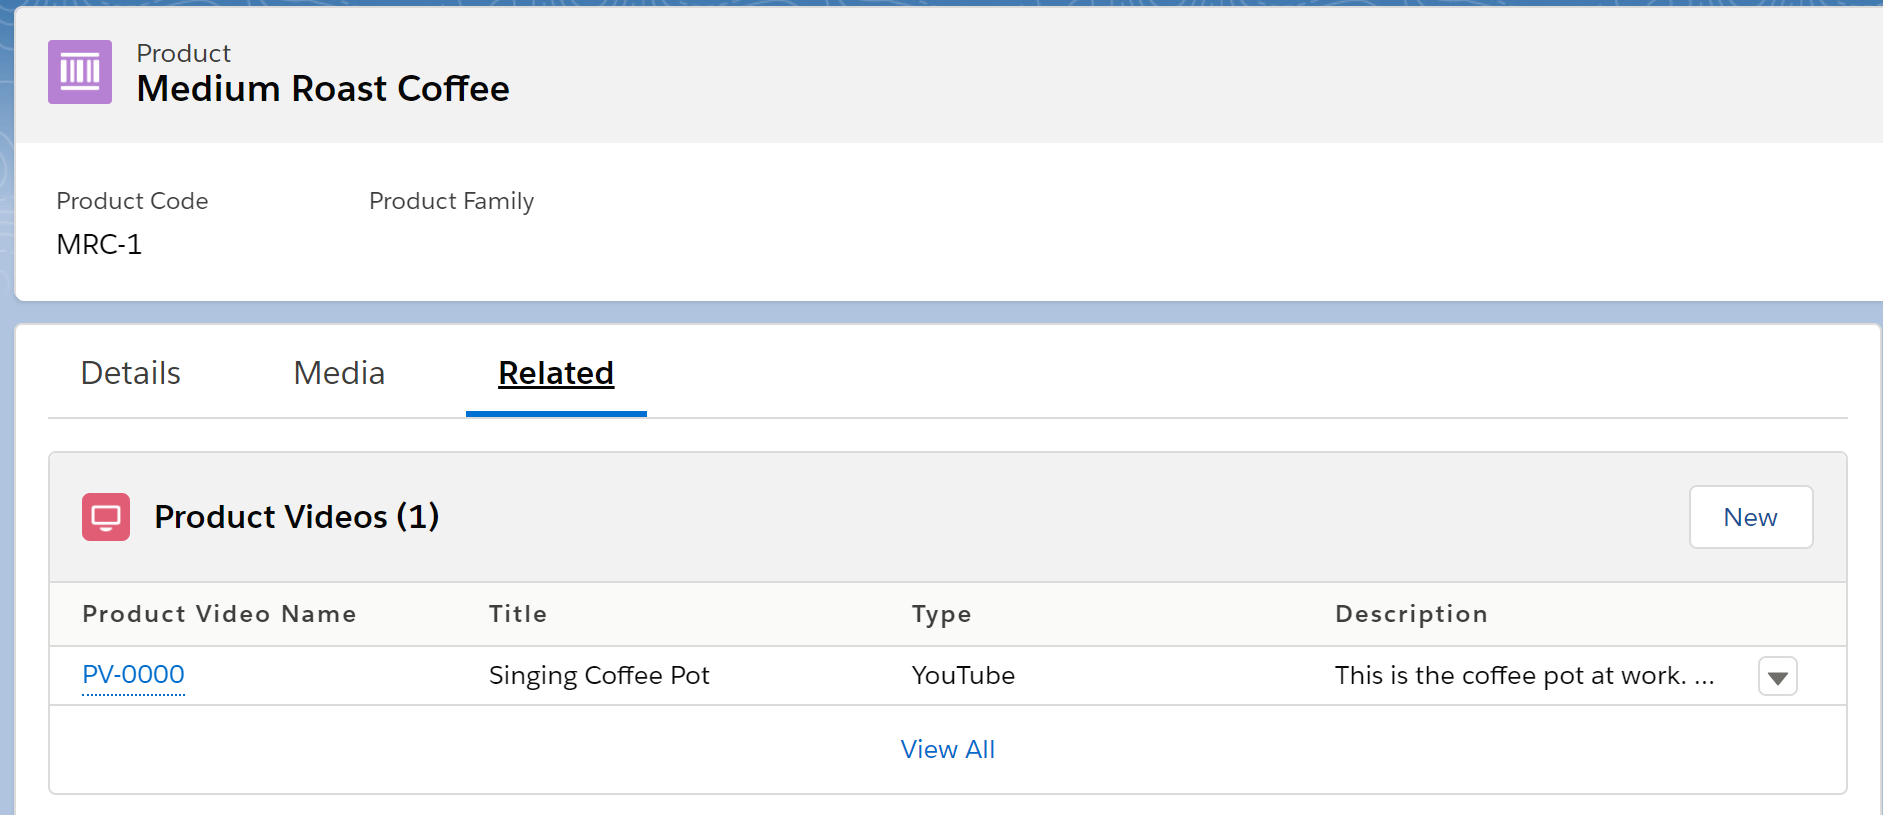 Product
Medium Roast Coffee
Product Code Product Family
MRC-1
Details Media Related
Product Videos (1) New
Product Video Name Title Type Description
PV-0000 Singing Coffee Pot YouTube This is the coffee pot at work. ...
View All